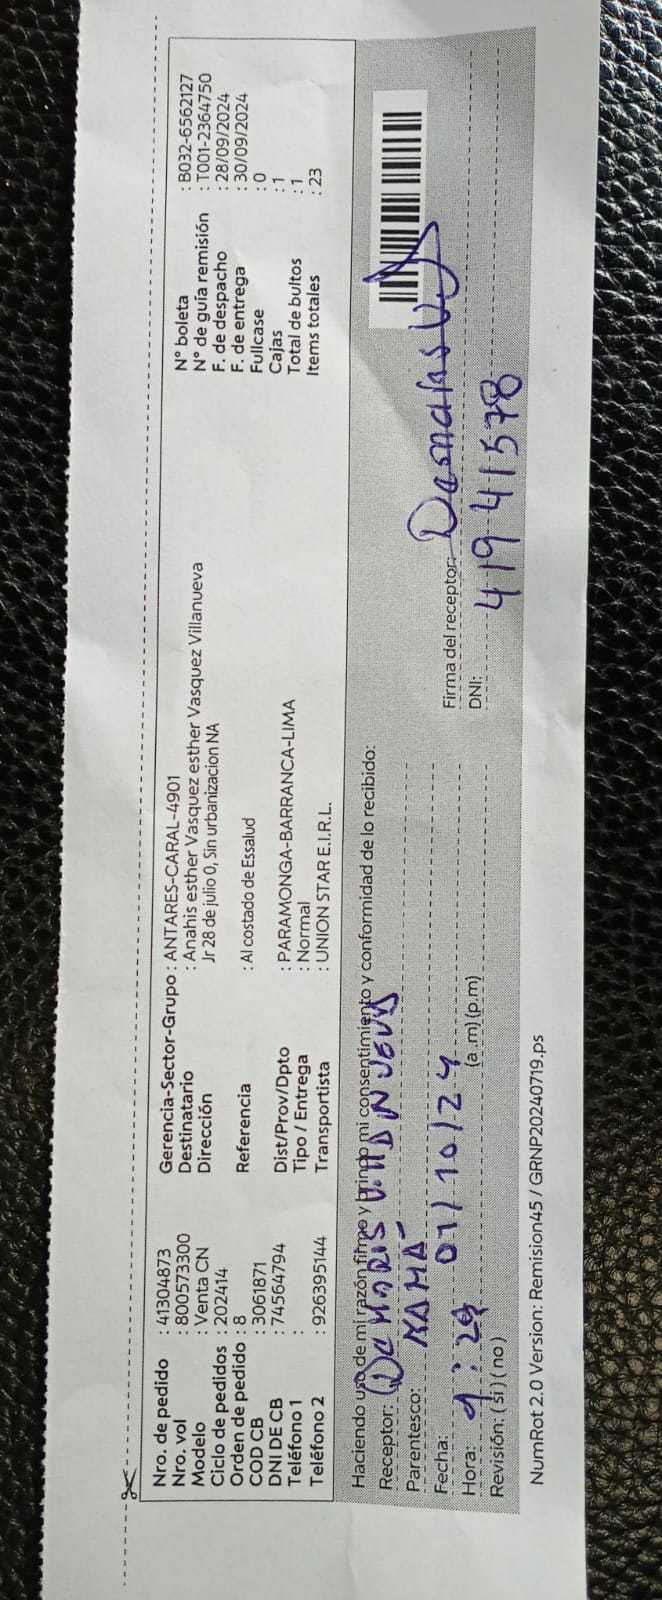 Nro. de pedido : 41304873
Nro. vol : 800573300
Modelo : Venta CN
Ciclo de pedidos : 202414
Orden de pedido : 8
COD CB : 3061871
DNI DE CB : 74564794
Teléfono 1 :
Teléfono 2 : 926395144
Gerencia-Sector-Grupo : ANTARES-CARAL-4901
Destinatario : Anahis esther Vasquez esther Vasquez Villanueva
Dirección Jr 28 de julio 0, Sin urbanizacion NA
Referencia : Al costado de Essalud
Dist/Prov/Dpto : PARAMONGA-BARRANCA-LIMA
Tipo / Entrega : Normal
Transportista : UNION STAR E.I.R.L.
N° boleta : B032-6562127
N° de guía remisión : T001-2364750
F. de despacho : 28/09/2024
F. de entrega : 30/09/2024
Fullcase : 0
Cajas : 1
Total de bultos : 1
Items totales : 23
Haciendo uso de mi razón firmo y brindo mi consentimiento y conformidad de lo recibido:
Receptor: DAMARIS VILLANUEVA
Parentesco: MAMÁ
Fecha: 01/10/24
Hora: 9:29 (a.m)(p.m)
Revisión: ( si ) ( no )
Firma del receptor: Damaris
DNI: 41941578
NumRot 2.0 Version: Remision45 / GRNP20240719.ps